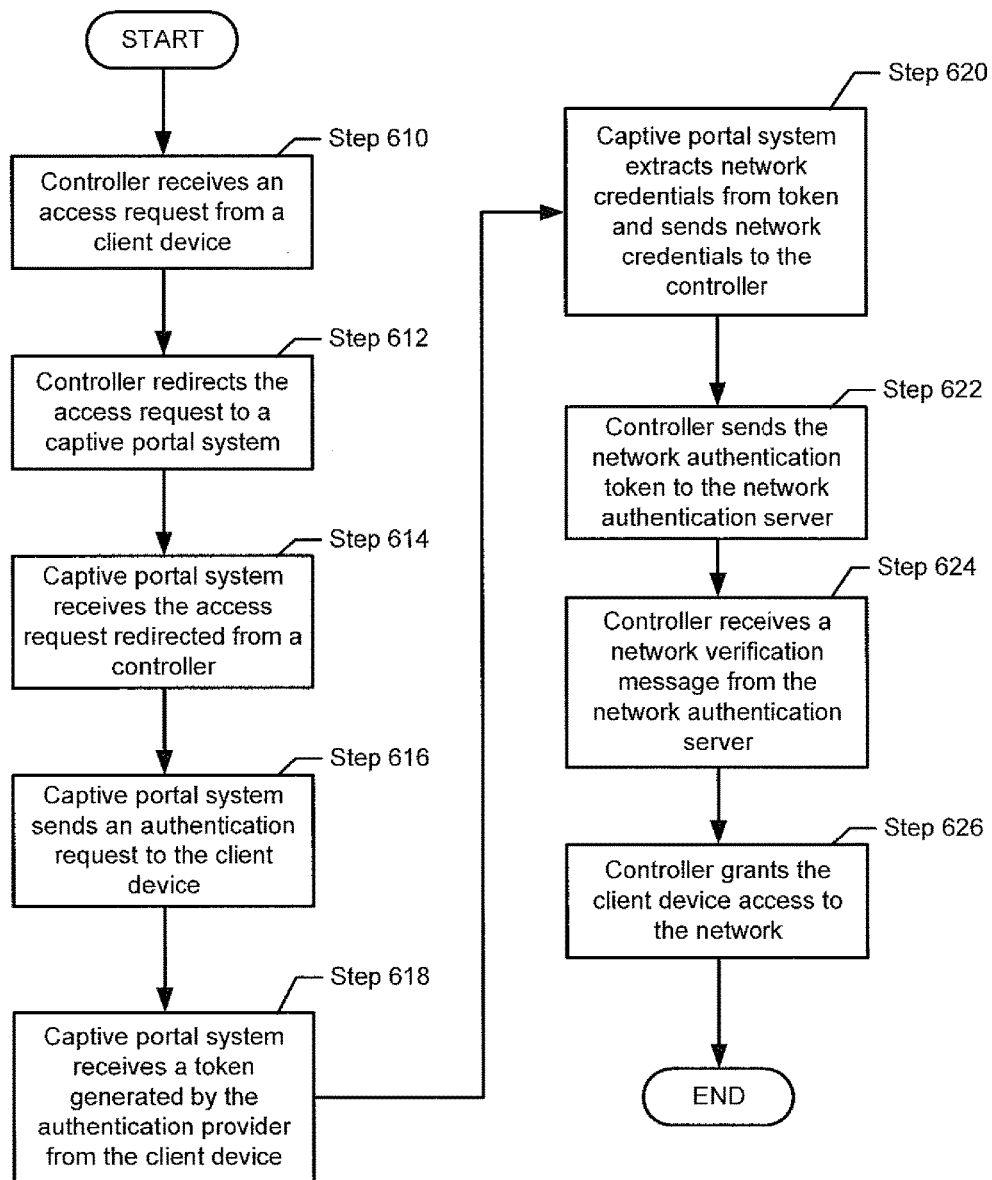 START
Step 610
Controller receives an
access request from a
client device
Step 612
Controller redirects the
access request to a
captive portal system
Step 614
Captive portal system
receives the access
request redirected from a
controller
Step 616
Captive portal system
sends an authentication
request to the client
device
Step 618
Captive portal system
receives a token
generated by the
authentication provider
from the client device
Step 620
Captive portal system
extracts network
credentials from token
and sends network
credentials to the
controller
Step 622
Controller sends the
network authentication
token to the network
authentication server
Step 624
Controller receives a
network verification
message from the
network authentication
server
Step 626
Controller grants the
client device access to
the network
END